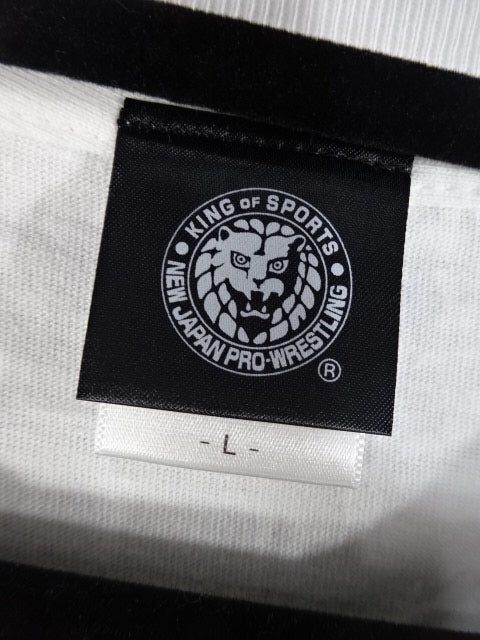 KING OF SPORTS
NEW JAPAN PRO-WRESTLING
®
- L -